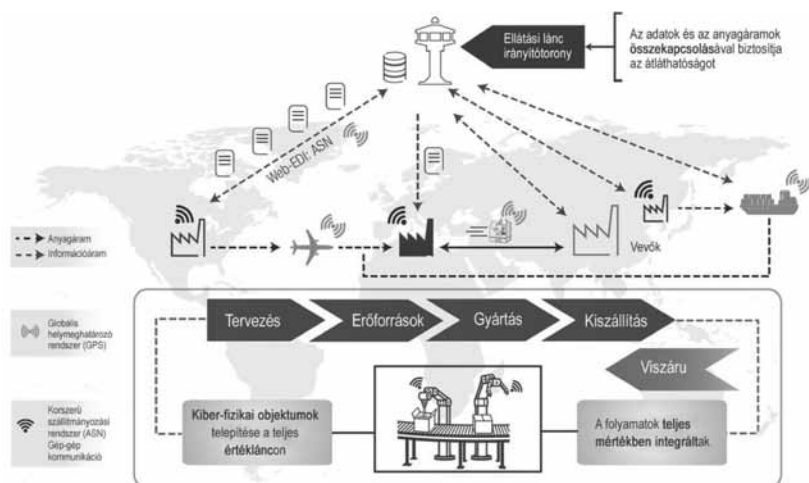 Ellátási lánc
irányítótorony
Az adatok és az anyagáramok
összekapcsolásával biztosítja
az átláthatóságot
Web-EDI: ASN
Vevők
Anyagáram
Információáram
Globális
helymeghatározó
rendszer (GPS)
Korszerű
szállítmányozási
rendszer (ASN)
Gép-gép
kommunikáció
Tervezés
Erőforrások
Gyártás
Kiszállítás
Viszáru
Kiber-fizikai objektumok
telepítése a teljes
értékláncon
A folyamatok teljes
mértékben integráltak